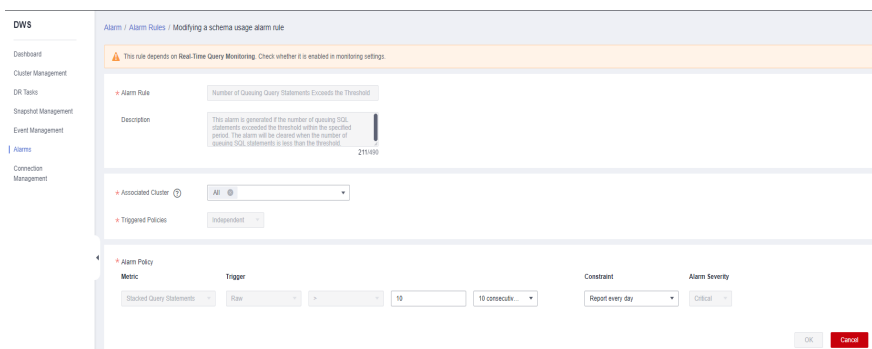 DWS
Alarm / Alarm Rules / Modifying a schema usage alarm rule
Dashboard
Cluster Management
DR Tasks
Snapshot Management
Event Management
Alarms
Connection
Management
This rule depends on Real-Time Query Monitoring. Check whether it is enabled in monitoring settings.
* Alarm Rule
Number of Queuing Query Statements Exceeds the Threshold
Description
This alarm is generated if the number of queuing SQL
statements exceeded the threshold within the specified
period. The alarm will be cleared when the number of
queuing SQL statements is less than the threshold.
211/490
* Associated Cluster ?
All
* Triggered Policies
Independent
* Alarm Policy
Metric Trigger Constraint Alarm Severity
Stacked Query Statements Raw > 10 10 consecutiv... Report every day Critical
OK Cancel